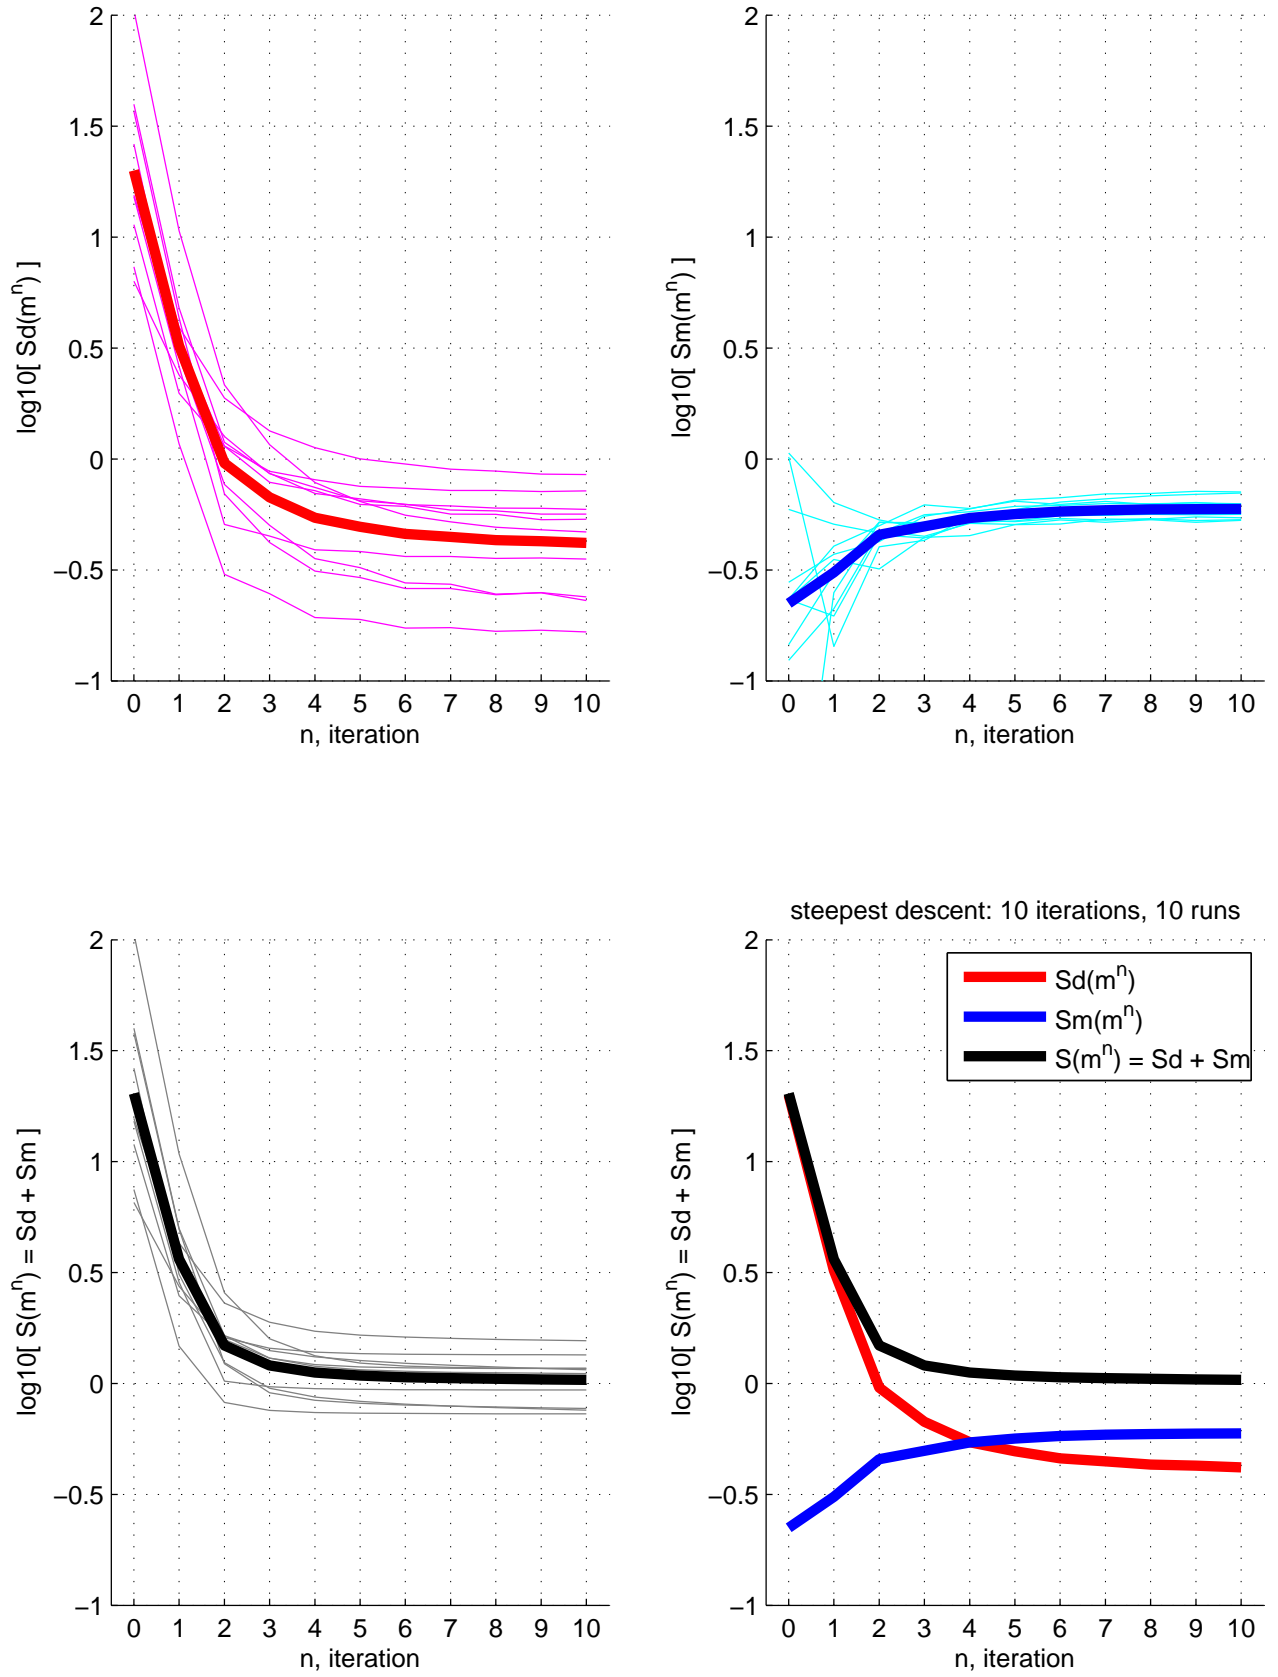 2
1.5
1
0.5
0
−0.5
−1
log10[ Sd(m^n) ]
0 1 2 3 4 5 6 7 8 9 10
n, iteration
2
1.5
1
0.5
0
−0.5
−1
log10[ Sm(m^n) ]
0 1 2 3 4 5 6 7 8 9 10
n, iteration
2
1.5
1
0.5
0
−0.5
−1
log10[ S(m^n) = Sd + Sm ]
0 1 2 3 4 5 6 7 8 9 10
n, iteration
steepest descent: 10 iterations, 10 runs
2
1.5
1
0.5
0
−0.5
−1
log10[ S(m^n) = Sd + Sm ]
Sd(m^n)
Sm(m^n)
S(m^n) = Sd + Sm
0 1 2 3 4 5 6 7 8 9 10
n, iteration